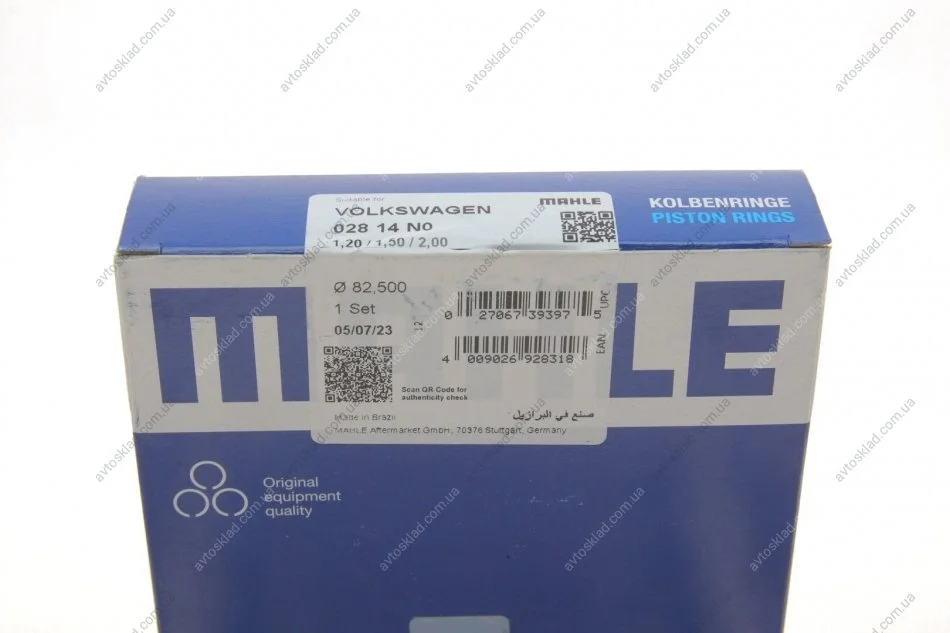 Suitable for
VOLKSWAGEN
028 14 N0
1,20 / 1,50 / 2,00
MAHLE
KOLBENRINGE
PISTON RINGS
MAHLE
Ø 82,500
1 Set
05/07/23
12
0 27067 39397 5
UPC
4 009026 928318
EAN
Scan QR Code for
authenticity check
Made in Brazil
صنع في البرازيل
MAHLE Aftermarket GmbH, 70376 Stuttgart, Germany
Original
equipment
quality
avtosklad.com.ua